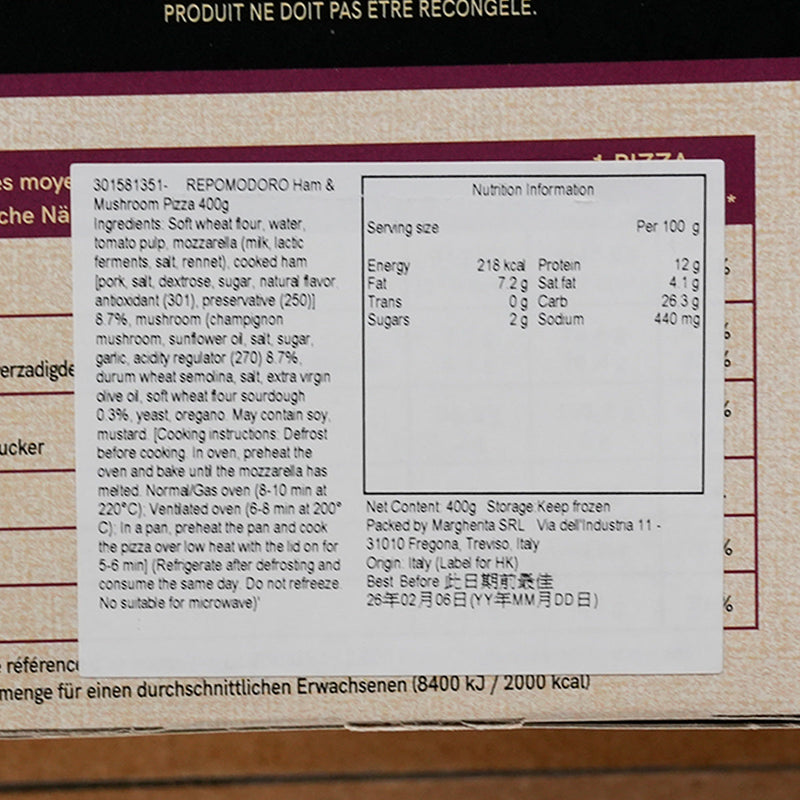 PRODUIT NE DOIT PAS ÊTRE RECONGELÉ.
1 PIZZA
es moye
che Nä
*
301581351- REPOMODORO Ham &
Mushroom Pizza 400g
Ingredients: Soft wheat flour, water,
tomato pulp, mozzarella (milk, lactic
ferments, salt, rennet), cooked ham
[pork, salt, dextrose, sugar, natural flavor,
antioxidant (301), preservative (250)]
8.7%, mushroom (champignon
mushroom, sunflower oil, salt, sugar,
garlic, acidity regulator (270) 8.7%,
durum wheat semolina, salt, extra virgin
olive oil, soft wheat flour sourdough
0.3%, yeast, oregano. May contain soy,
mustard. [Cooking instructions: Defrost
before cooking. In oven, preheat the
oven and bake until the mozzarella has
melted. Normal/Gas oven (8-10 min at
220°C); Ventilated oven (6-8 min at 200°
C); In a pan, preheat the pan and cook
the pizza over low heat with the lid on for
5-6 min] (Refrigerate after defrosting and
consume the same day. Do not refreeze.
No suitable for microwave)'
Nutrition Information
Serving size Per 100 g
Energy 218 kcal Protein 12 g
Fat 7.2 g Sat fat 4.1 g
Trans 0 g Carb 26.3 g
Sugars 2 g Sodium 440 mg
Net Content: 400g Storage:Keep frozen
Packed by Margherita SRL Via dell'Industria 11 -
31010 Fregona, Treviso, Italy
Origin: Italy (Label for HK)
Best Before 此日期前最佳
26年02月06日(YY年MM月DD日)
erzadigde
ucker
référence
menge für einen durchschnittlichen Erwachsenen (8400 kJ / 2000 kcal)